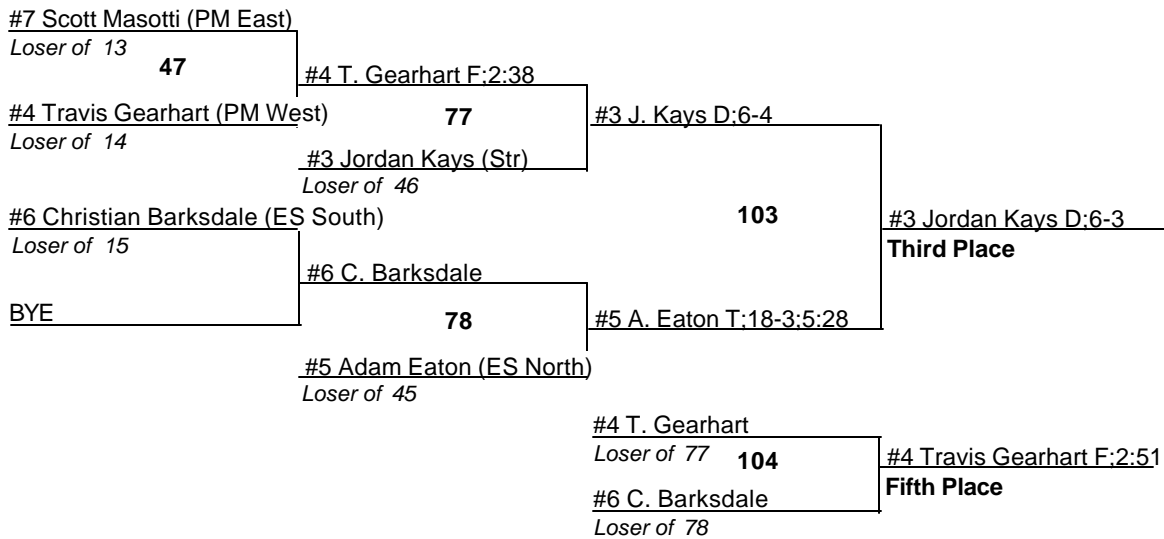 #7 Scott Masotti (PM East)
Loser of 13
47
#4 T. Gearhart F;2:38
#4 Travis Gearhart (PM West)
77
#3 J. Kays D;6-4
Loser of 14
#3 Jordan Kays (Str)
Loser of 46
#6 Christian Barksdale (ES South)
103
#3 Jordan Kays D;6-3
Loser of 15
Third Place
#6 C. Barksdale
BYE
78
#5 A. Eaton T;18-3;5:28
#5 Adam Eaton (ES North)
Loser of 45
#4 T. Gearhart
Loser of 77
104
#4 Travis Gearhart F;2:51
Fifth Place
#6 C. Barksdale
Loser of 78